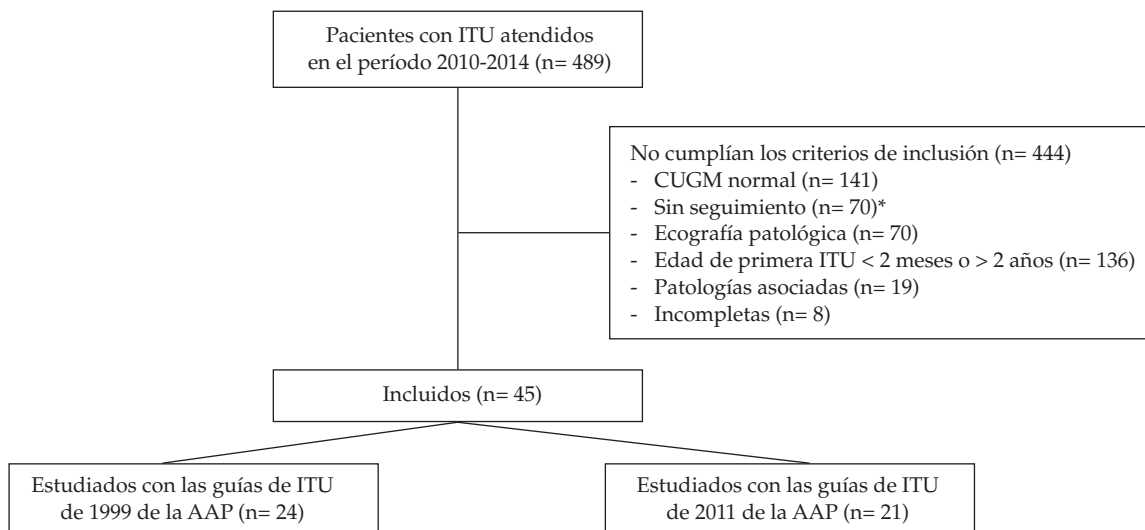 Pacientes con ITU atendidos
en el período 2010-2014 (n= 489)
No cumplían los criterios de inclusión (n= 444)
- CUGM normal (n= 141)
- Sin seguimiento (n= 70)*
- Ecografía patológica (n= 70)
- Edad de primera ITU < 2 meses o > 2 años (n= 136)
- Patologías asociadas (n= 19)
- Incompletas (n= 8)
Incluidos (n= 45)
Estudiados con las guías de ITU
de 1999 de la AAP (n= 24)
Estudiados con las guías de ITU
de 2011 de la AAP (n= 21)